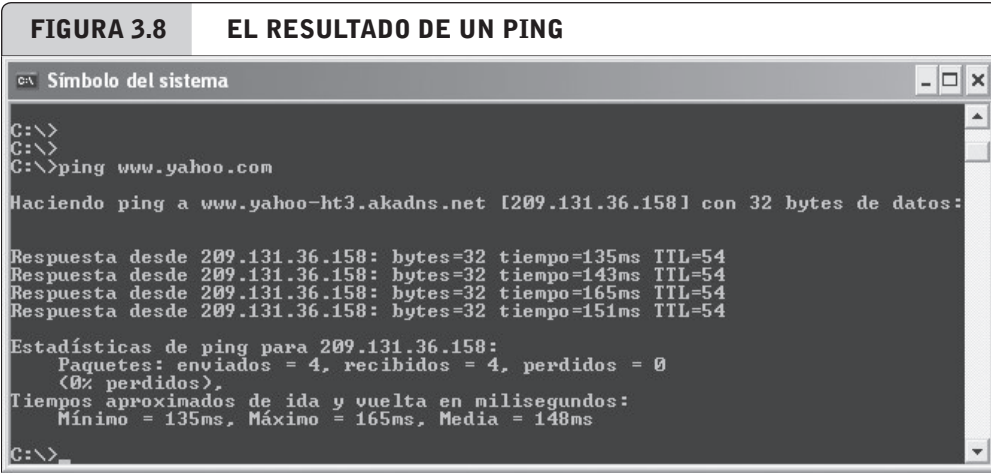 FIGURA 3.8 EL RESULTADO DE UN PING
Símbolo del sistema
C:\>
C:\>
C:\>ping www.yahoo.com
Haciendo ping a www.yahoo-ht3.akadns.net [209.131.36.158] con 32 bytes de datos:
Respuesta desde 209.131.36.158: bytes=32 tiempo=135ms TTL=54
Respuesta desde 209.131.36.158: bytes=32 tiempo=143ms TTL=54
Respuesta desde 209.131.36.158: bytes=32 tiempo=165ms TTL=54
Respuesta desde 209.131.36.158: bytes=32 tiempo=151ms TTL=54
Estadísticas de ping para 209.131.36.158:
Paquetes: enviados = 4, recibidos = 4, perdidos = 0
(0% perdidos),
Tiempos aproximados de ida y vuelta en milisegundos:
Mínimo = 135ms, Máximo = 165ms, Media = 148ms
C:\>_